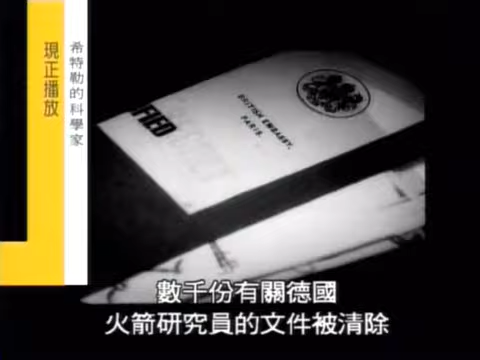 現正播放
希特勒的科學家
BRITISH EMBASSY,
PARIS.
FIED
數千份有關德國
火箭研究員的文件被清除